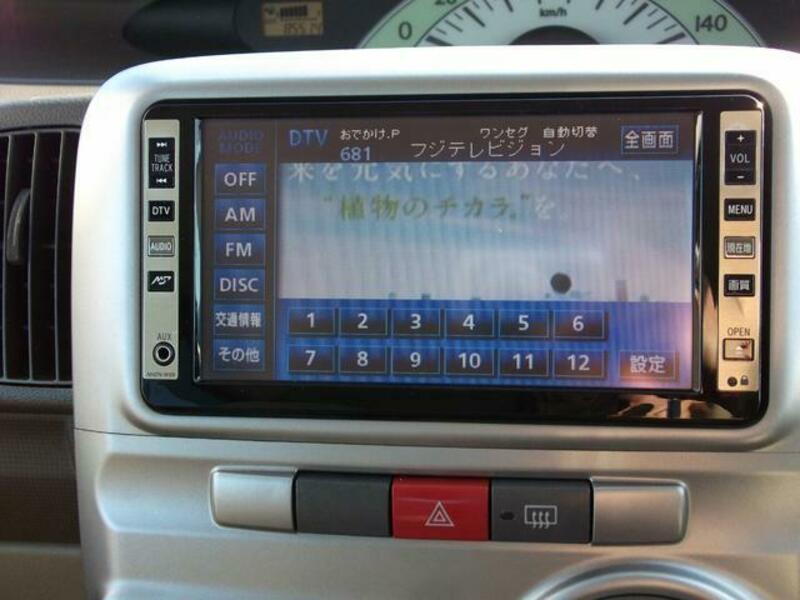 0
20
140
km/h
AUDIO MODE
DTV おでかけ.P ワンセグ 自動切替
681 フジテレビジョン
全画面
OFF
AM
FM
DISC
交通情報
その他
来を元気にするあなたへ、
"植物のチカラ。"を
1 2 3 4 5 6
7 8 9 10 11 12
設定
TUNE
TRACK
DTV
AUDIO
AUX
+
VOL
-
MENU
現在地
画質
OPEN